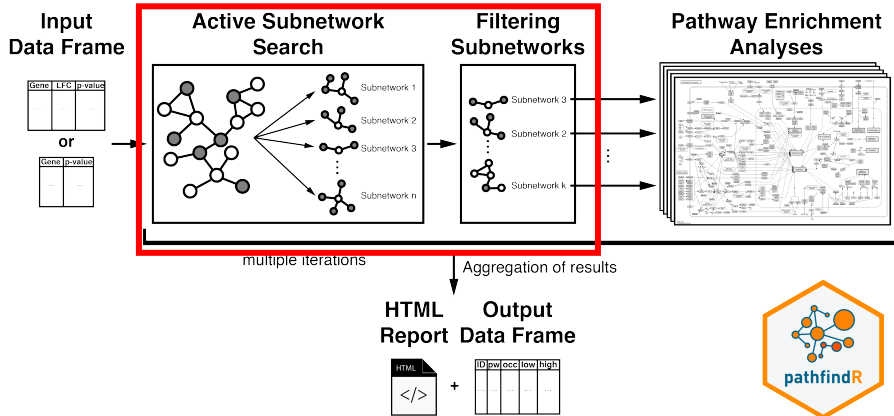 Input
Data Frame
Gene LFC p-value
... ... ...
or
Gene p-value
... ...
Active Subnetwork
Search
Subnetwork 1
Subnetwork 2
Subnetwork 3
Subnetwork n
Filtering
Subnetworks
Subnetwork 3
Subnetwork 2
Subnetwork k
Pathway Enrichment
Analyses
multiple iterations
Aggregation of results
HTML
Report
HTML
</>
+
Output
Data Frame
ID pw occ low high
... ... ... ... ...
pathfindR